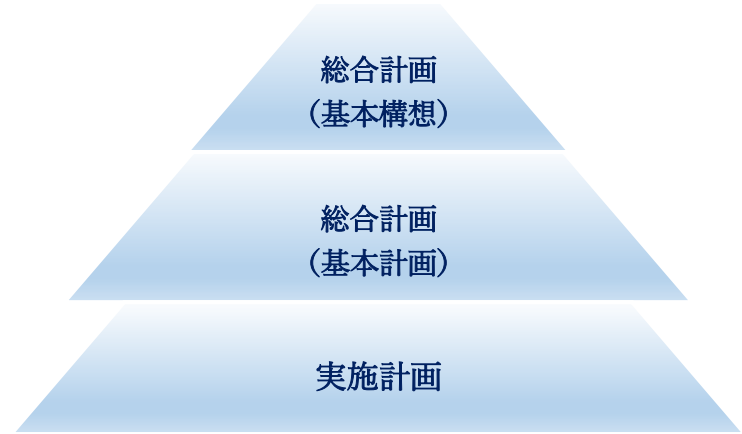 総合計画
（基本構想）
総合計画
（基本計画）
実施計画